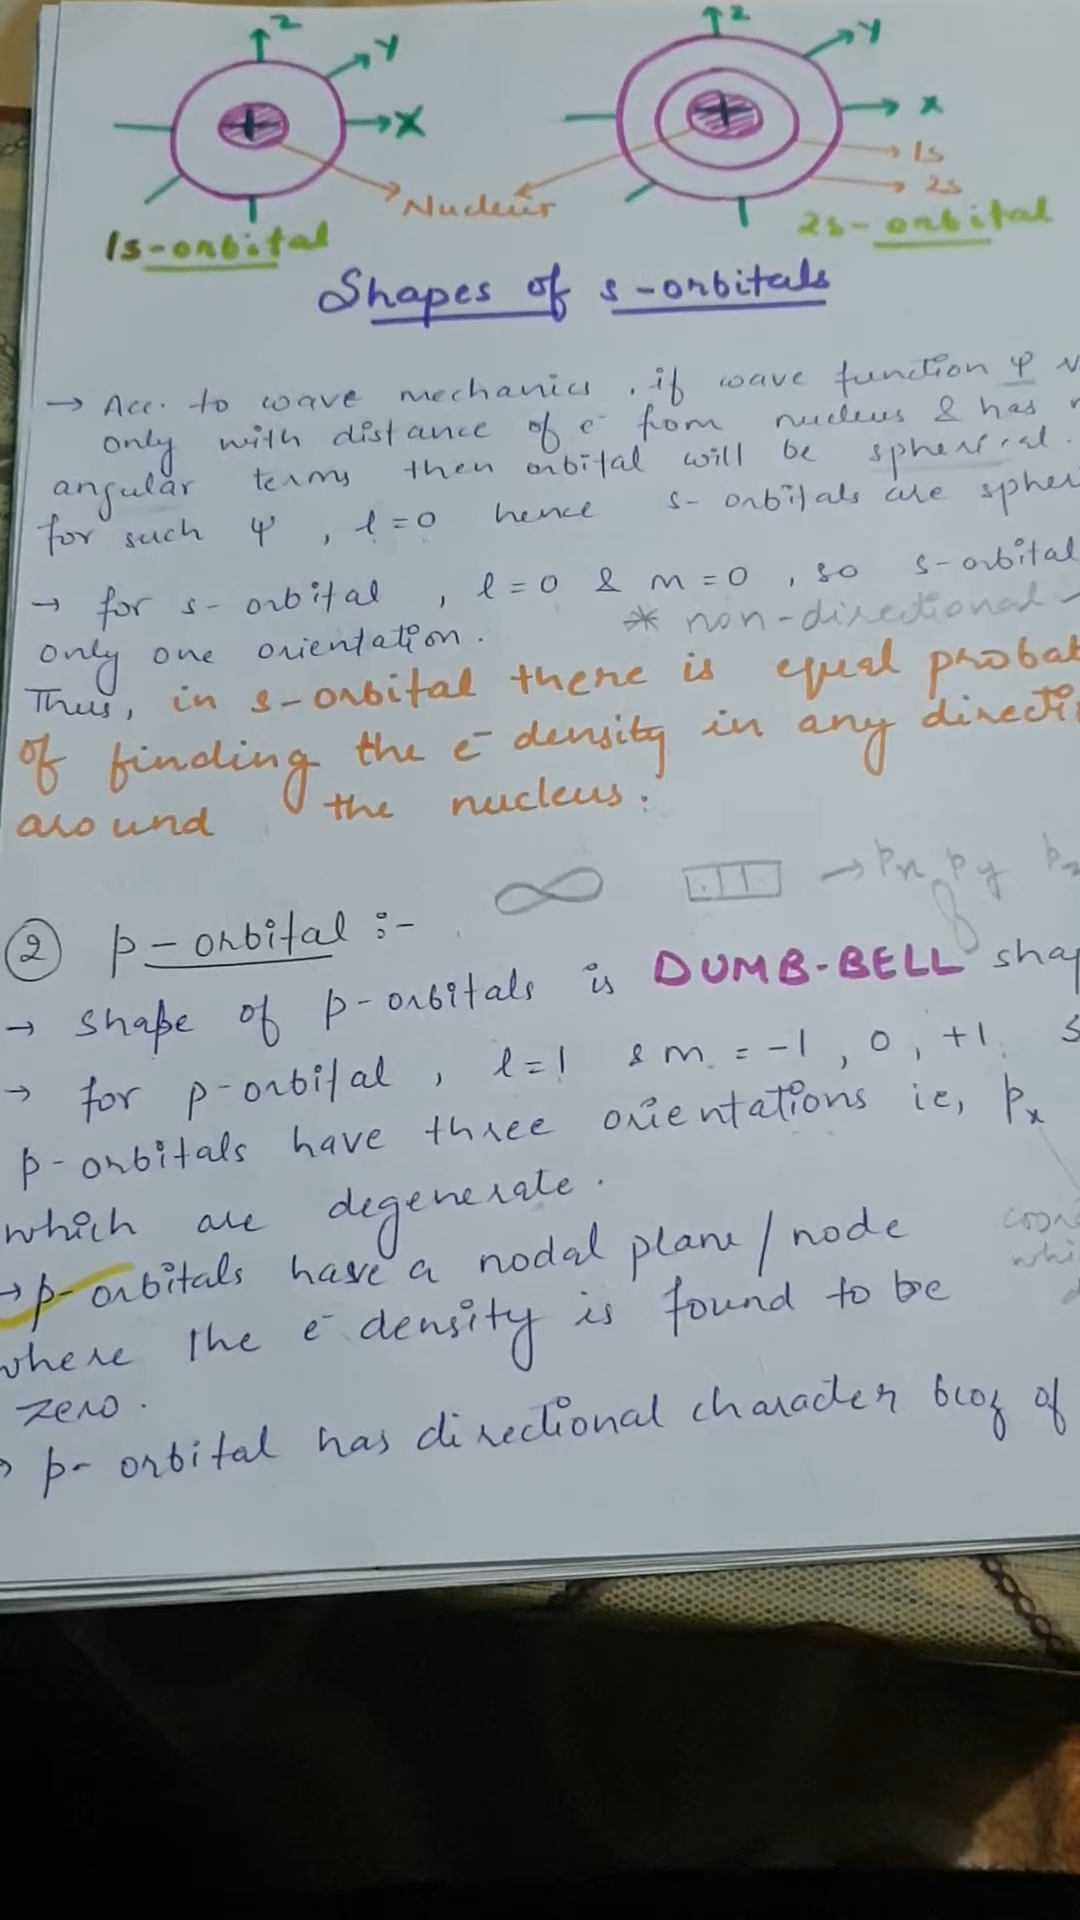 z z
Y Y
X x
1s
2s
Nucleus
1s-orbital 2s-orbital
Shapes of s-orbitals
→ Acc. to wave mechanics, if wave function ψ
only with distance of e⁻ from nucleus & has
angular terms then orbital will be spherical.
for such ψ, l=0 hence s-orbitals are spher
→ for s-orbital, l=0 & m=0, so s-orbital
only one orientation. * non-directional
Thus, in s-orbital there is equal probab
of finding the e⁻ density in any directi
around the nucleus.
→ px py pz
② p-orbital :-
→ shape of p-orbitals is DUMB-BELL shap
→ for p-orbital, l=1 & m = -1, 0, +1. s
p-orbitals have three orientations ie, px
which are degenerate.
→ p-orbitals have a nodal plane/node
where the e⁻ density is found to be
zero.
→ p-orbital has directional character bcoz of